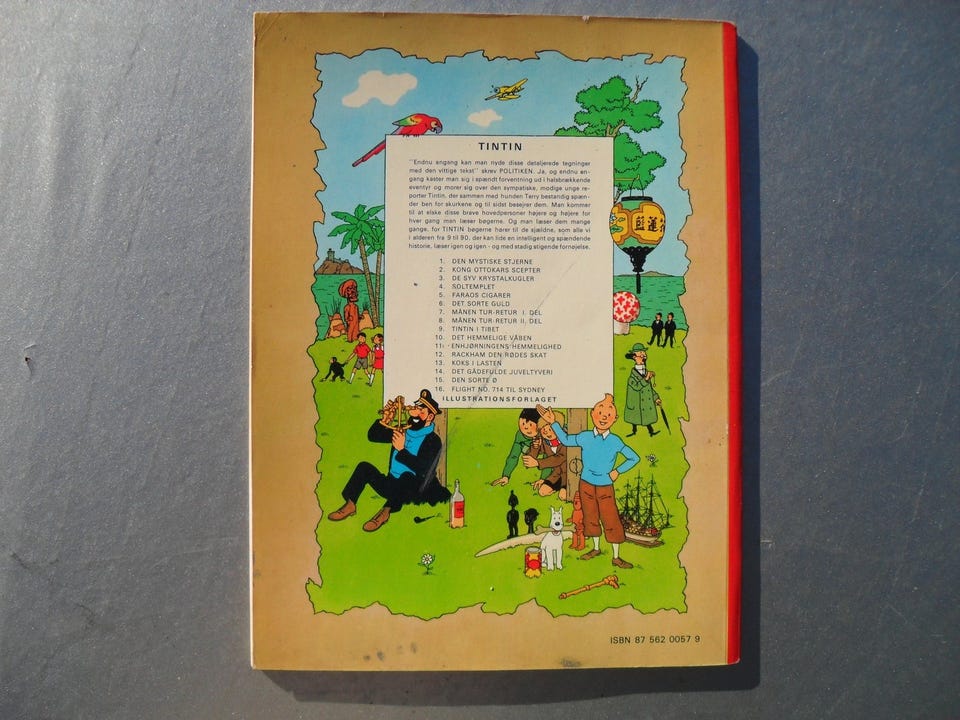 TINTIN
"Endnu engang kan man nyde disse detaljerede tegninger
med den vittige tekst" skrev POLITIKEN. Ja, og endnu en-
gang kaster man sig i spændt forventning ud i halsbrækkende
eventyr og morer sig over den sympatiske, modige unge re-
porter Tintin, der sammen med hunden Terry bestandig spæn-
der ben for skurkene og til sidst besejrer dem. Man kommer
til at elske disse brave hovedpersoner højere og højere for
hver gang man læser bøgerne. Og man læser dem mange
gange, for TINTIN bøgerne hører til de sjældne, som alle vi
i alderen fra 9 til 90, der kan lide en intelligent og spændende
historie, læser igen og igen - og med stadig stigende fornøjelse.
1. DEN MYSTISKE STJERNE
2. KONG OTTOKARS SCEPTER
3. DE SYV KRYSTALKUGLER
4. SOLTEMPLET
5. FARAOS CIGARER
6. DET SORTE GULD
7. MÅNEN TUR-RETUR I. DEL
8. MÅNEN TUR-RETUR II. DEL
9. TINTIN I TIBET
10. DET HEMMELIGE VÅBEN
11. ENHJØRNINGENS HEMMELIGHED
12. RACKHAM DEN RØDES SKAT
13. KOKS I LASTEN
14. DET GÅDEFULDE JUVELTYVERI
15. DEN SORTE Ø
16. FLIGHT NO. 714 TIL SYDNEY
ILLUSTRATIONSFORLAGET
ISBN 87 562 0057 9